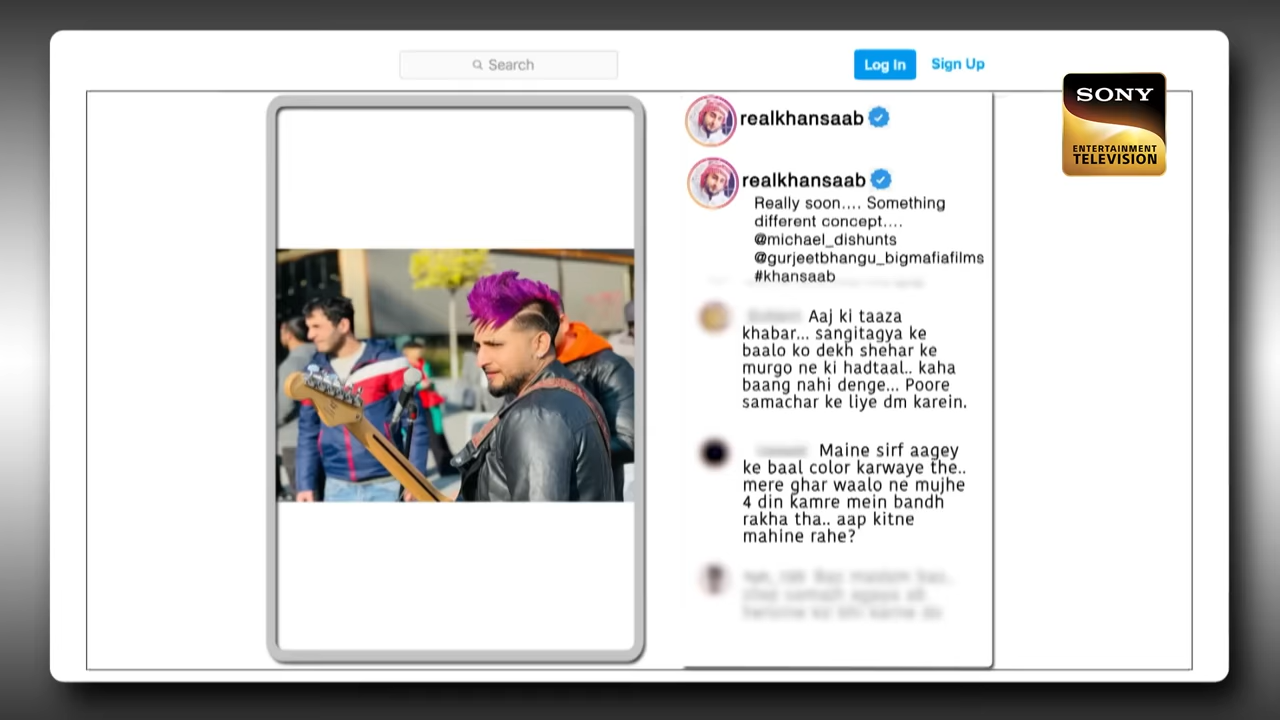 Search
Log In
Sign Up
SONY
ENTERTAINMENT
TELEVISION
realkhansaab
realkhansaab
Really soon.... Something
different concept....
@michael_dishunts
@gurjeetbhangu_bigmafiafilms
#khansaab
Aaj ki taaza
khabar... sangitagya ke
baalo ko dekh shehar ke
murgo ne ki hadtaal.. kaha
baang nahi denge... Poore
samachar ke liye dm karein.
Maine sirf aagey
ke baal color karwaye the..
mere ghar waalo ne mujhe
4 din kamre mein bandh
rakha tha.. aap kitne
mahine rahe?